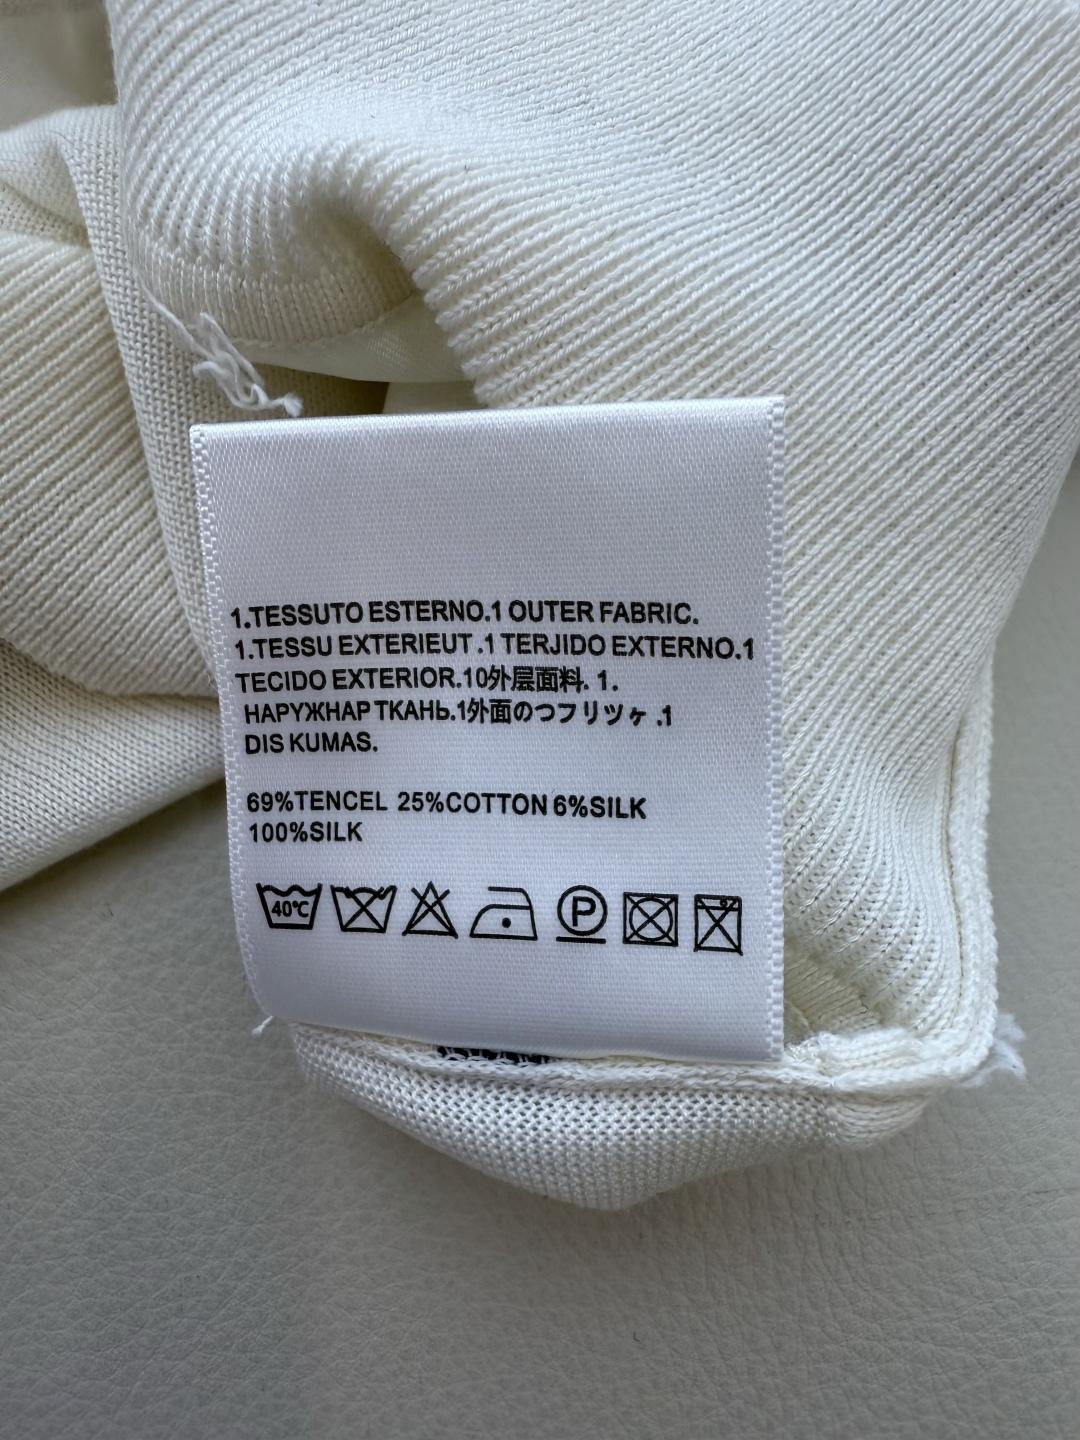 1.TESSUTO ESTERNO.1 OUTER FABRIC.
1.TESSU EXTERIEUT .1 TERJIDO EXTERNO.1
TECIDO EXTERIOR.10外层面料. 1.
НАРУЖНАР ТКАНЬ.1外面のつフリツヶ .1
DIS KUMAS.
69%TENCEL 25%COTTON 6%SILK
100%SILK
40℃ P